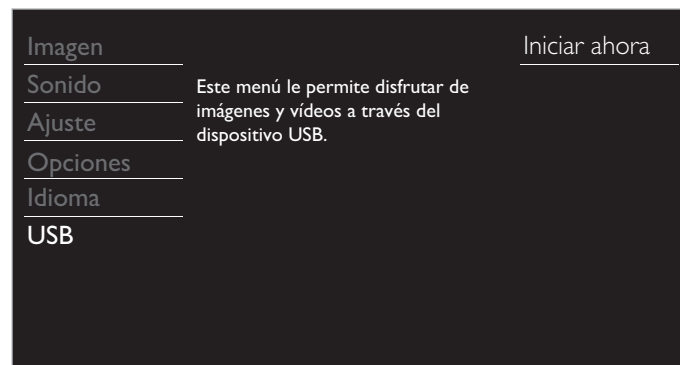 Imagen
Sonido
Ajuste
Opciones
Idioma
USB
Este menú le permite disfrutar de
imágenes y vídeos a través del
dispositivo USB.
Iniciar ahora